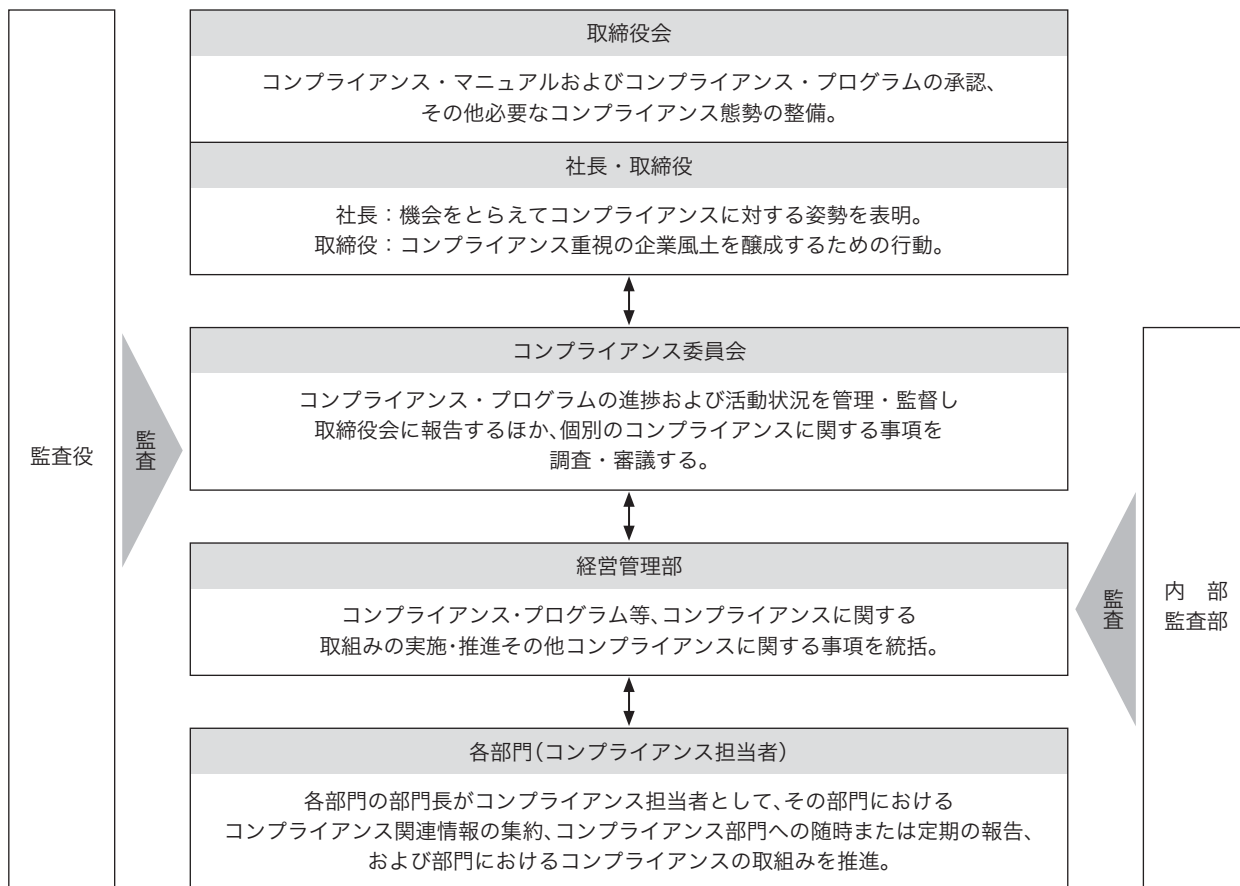 取締役会
コンプライアンス・マニュアルおよびコンプライアンス・プログラムの承認、
その他必要なコンプライアンス態勢の整備。
社長・取締役
社長：機会をとらえてコンプライアンスに対する姿勢を表明。
取締役：コンプライアンス重視の企業風土を醸成するための行動。
コンプライアンス委員会
コンプライアンス・プログラムの進捗および活動状況を管理・監督し
取締役会に報告するほか、個別のコンプライアンスに関する事項を
調査・審議する。
監査役
監査
経営管理部
コンプライアンス・プログラム等、コンプライアンスに関する
取組みの実施・推進その他コンプライアンスに関する事項を統括。
監査
内　部
監査部
各部門（コンプライアンス担当者）
各部門の部門長がコンプライアンス担当者として、その部門における
コンプライアンス関連情報の集約、コンプライアンス部門への随時または定期の報告、
および部門におけるコンプライアンスの取組みを推進。